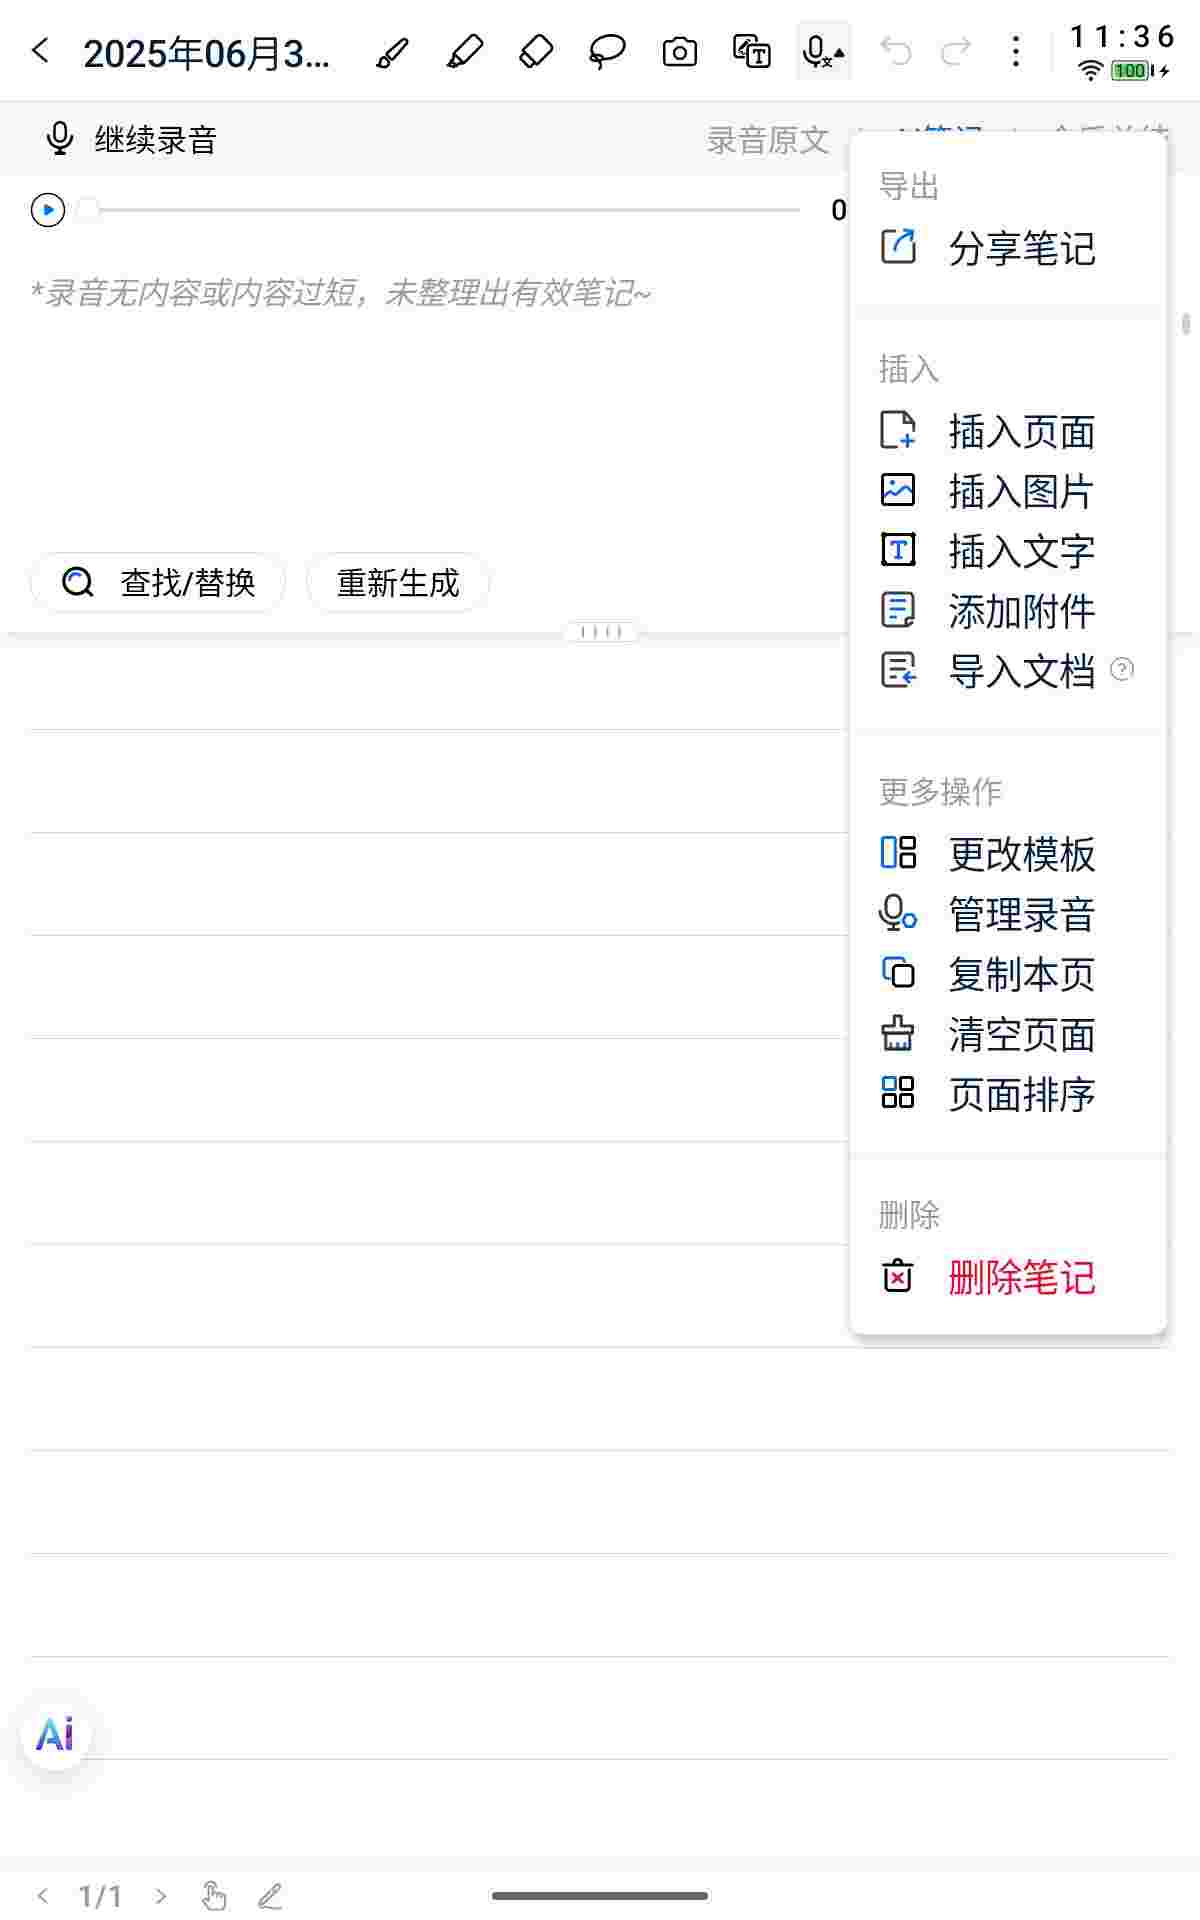 2025年06月3...
11:36
100
继续录音
录音原文
导出
0
分享笔记
*录音无内容或内容过短，未整理出有效笔记~
插入
插入页面
插入图片
插入文字
查找/替换
重新生成
添加附件
导入文档
更多操作
更改模板
管理录音
复制本页
清空页面
页面排序
删除
删除笔记
Ai
1/1